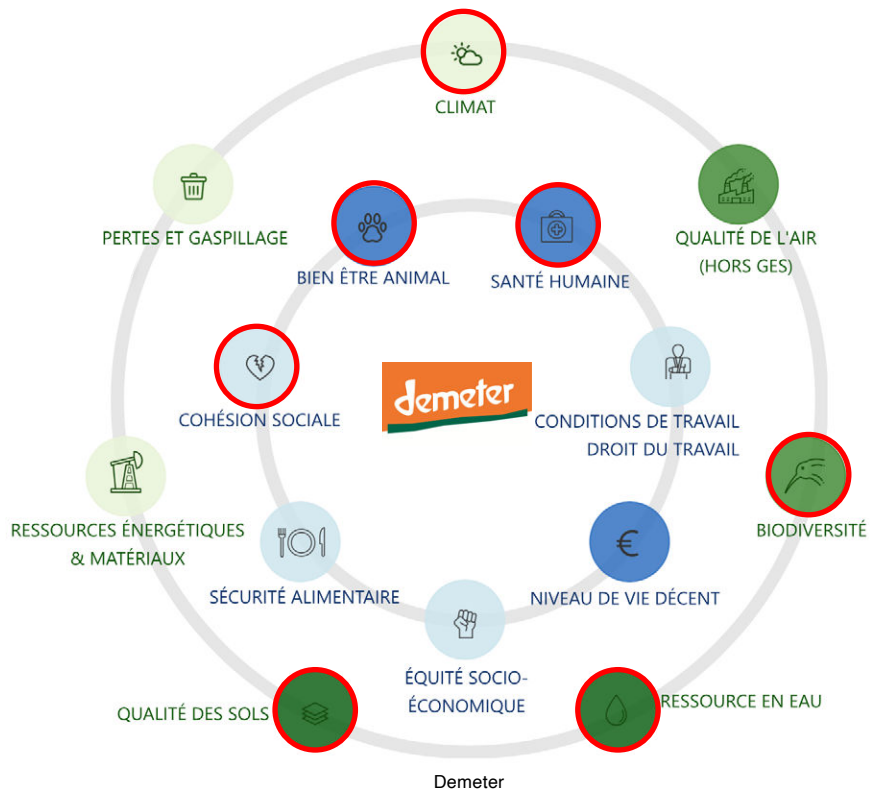 CLIMAT
PERTES ET GASPILLAGE
QUALITÉ DE L'AIR
(HORS GES)
BIEN ÊTRE ANIMAL
SANTÉ HUMAINE
demeter
COHÉSION SOCIALE
CONDITIONS DE TRAVAIL
DROIT DU TRAVAIL
RESSOURCES ÉNERGÉTIQUES
& MATÉRIAUX
BIODIVERSITÉ
€
SÉCURITÉ ALIMENTAIRE
NIVEAU DE VIE DÉCENT
ÉQUITÉ SOCIO-
ÉCONOMIQUE
QUALITÉ DES SOLS
RESSOURCE EN EAU
Demeter